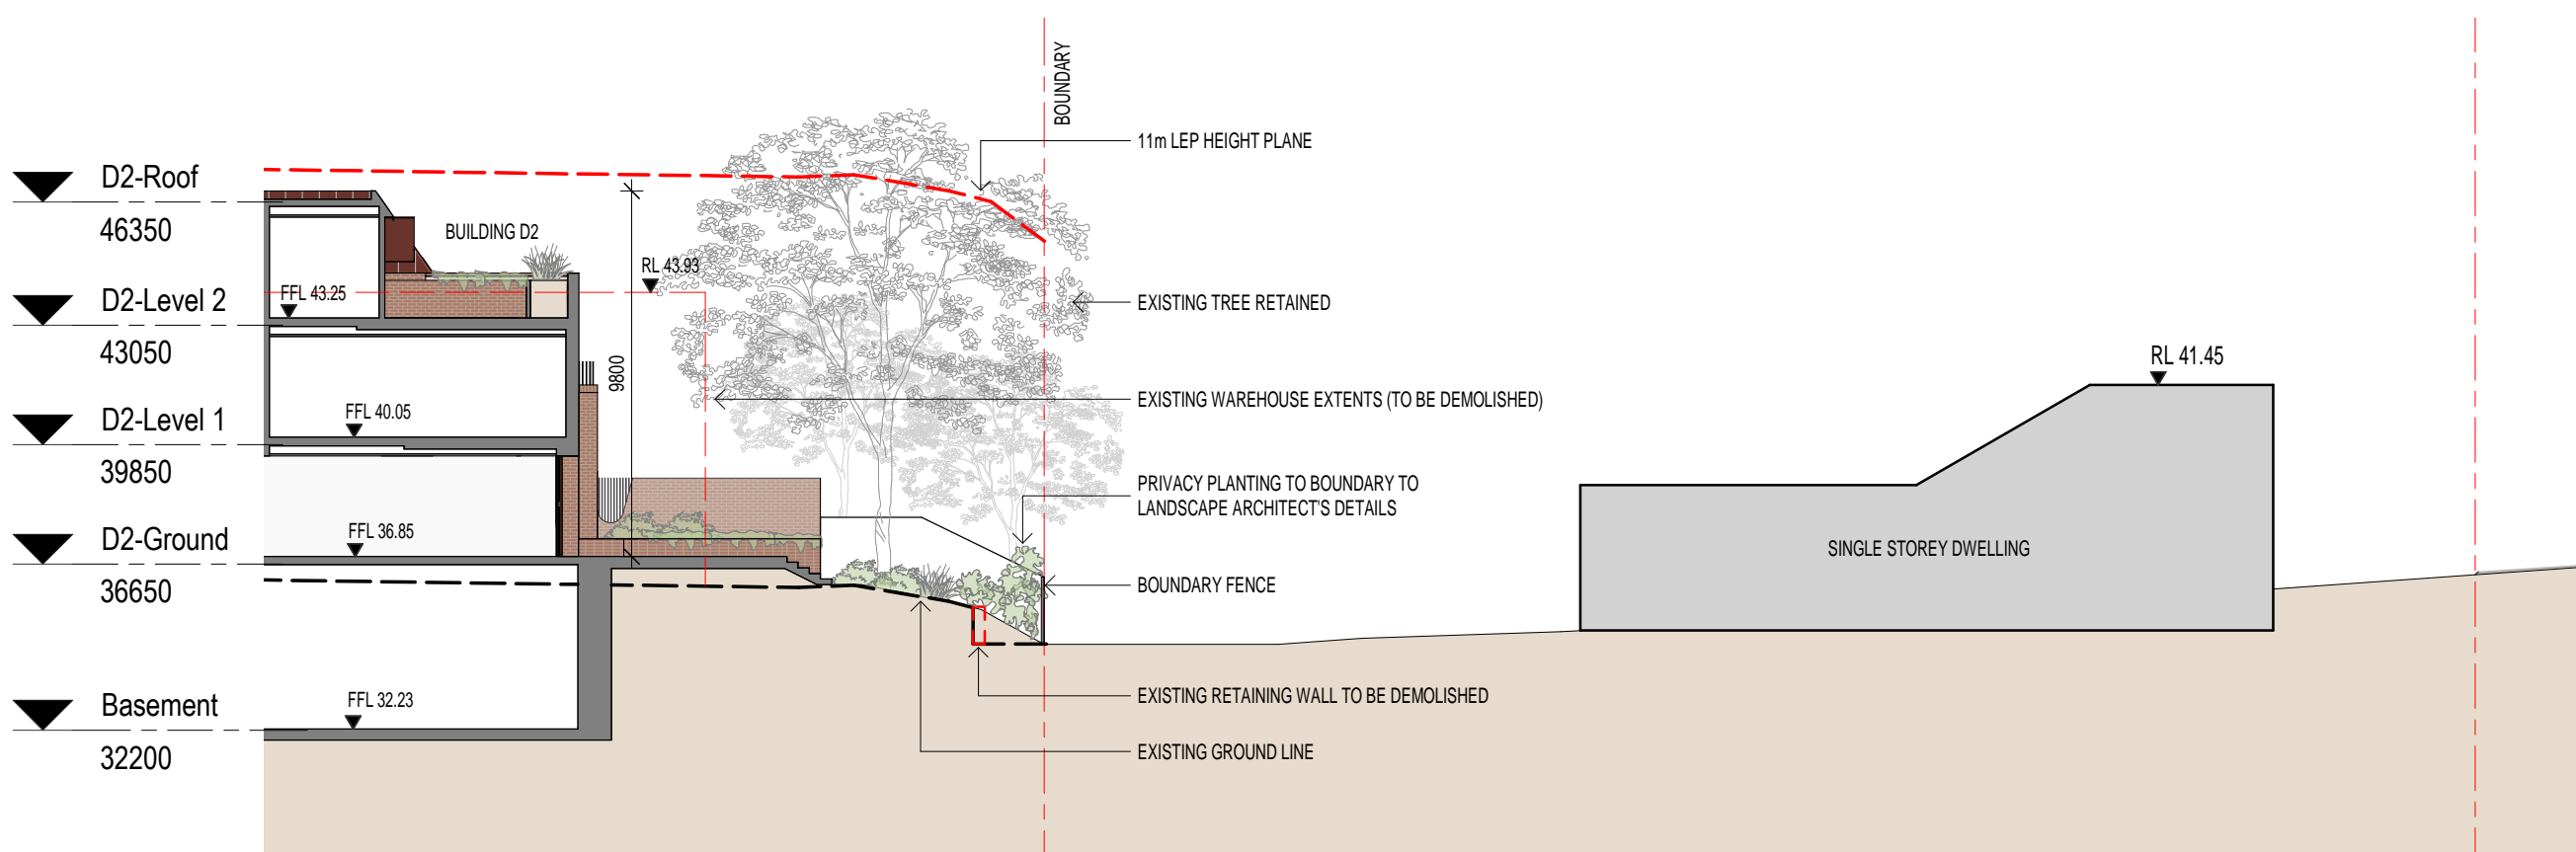 BOUNDARY
11m LEP HEIGHT PLANE
D2-Roof
46350
BUILDING D2
RL 43.93
FFL 43.25
D2-Level 2
43050
EXISTING TREE RETAINED
RL 41.45
9800
EXISTING WAREHOUSE EXTENTS (TO BE DEMOLISHED)
FFL 40.05
D2-Level 1
39850
PRIVACY PLANTING TO BOUNDARY TO
LANDSCAPE ARCHITECT'S DETAILS
FFL 36.85
D2-Ground
36650
SINGLE STOREY DWELLING
BOUNDARY FENCE
EXISTING RETAINING WALL TO BE DEMOLISHED
FFL 32.23
Basement
32200
EXISTING GROUND LINE